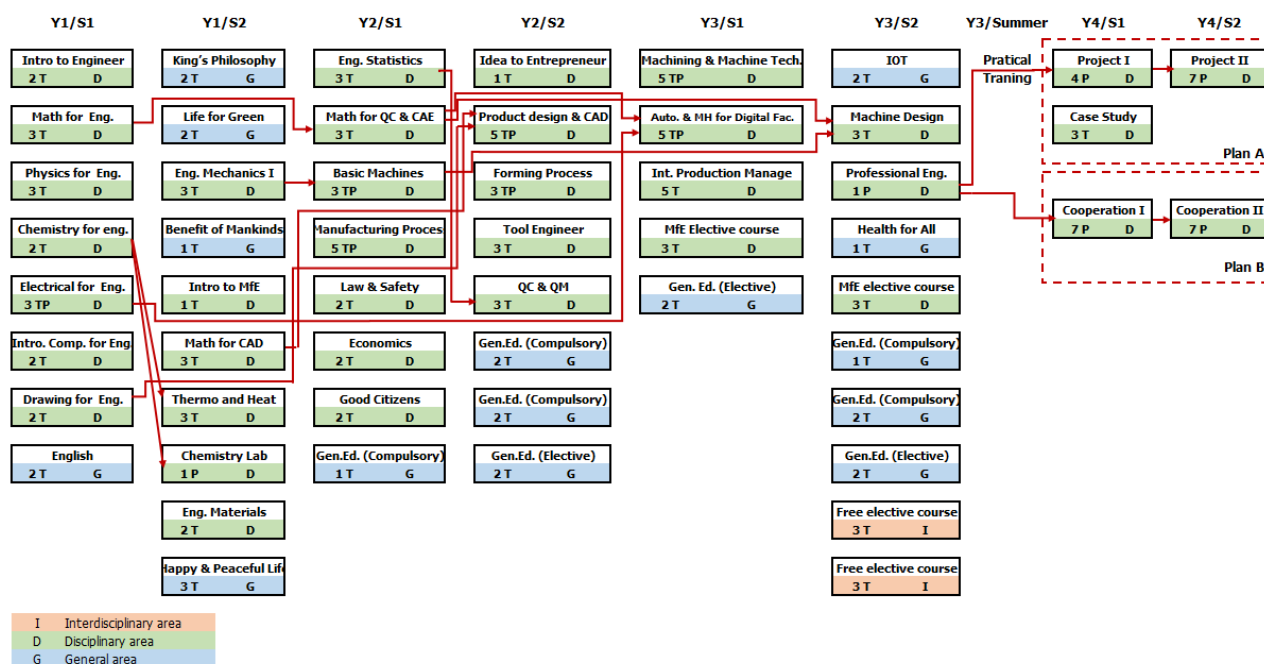 Y1/S1 Y1/S2 Y2/S1 Y2/S2 Y3/S1 Y3/S2 Y3/Summer Y4/S1 Y4/S2
Intro to Engineer King's Philosophy Eng. Statistics Idea to Entrepreneur Machining & Machine Tech. IOT Pratical Project I Project II
2 T D 2 T G 3 T D 1 T D 5 TP D 2 T G Traning 4 P D 7 P D
Math for Eng. Life for Green Math for QC & CAE Product design & CAD Auto. & MH for Digital Fac. Machine Design Case Study
3 T D 2 T G 3 T D 5 TP D 5 TP D 3 T D 3 T D
Plan A
Physics for Eng. Eng. Mechanics I Basic Machines Forming Process Int. Production Manage Professional Eng.
3 T D 3 T D 3 TP D 3 TP D 5 T D 1 P D
Chemistry for eng. Benefit of Mankinds Manufacturing Proces Tool Engineer MfE Elective course Health for All Cooperation I Cooperation II
2 T D 1 T G 5 TP D 3 T D 3 T D 1 T G 7 P D 7 P D
Plan B
Electrical for Eng. Intro to MfE Law & Safety QC & QM Gen. Ed. (Elective) MfE elective course
3 TP D 1 T D 2 T D 3 T D 2 T G 3 T D
Intro. Comp. for Eng. Math for CAD Economics Gen.Ed. (Compulsory) Gen.Ed. (Compulsory)
2 T D 3 T D 2 T D 2 T G 1 T G
Drawing for Eng. Thermo and Heat Good Citizens Gen.Ed. (Compulsory) Gen.Ed. (Compulsory)
2 T D 3 T D 2 T D 2 T G 2 T G
English Chemistry Lab Gen.Ed. (Compulsory) Gen.Ed. (Elective) Gen.Ed. (Elective)
2 T G 1 P D 1 T G 2 T G 2 T G
Eng. Materials Free elective course
2 T D 3 T I
Happy & Peaceful Life Free elective course
3 T G 3 T I
I Interdisciplinary area
D Disciplinary area
G General area